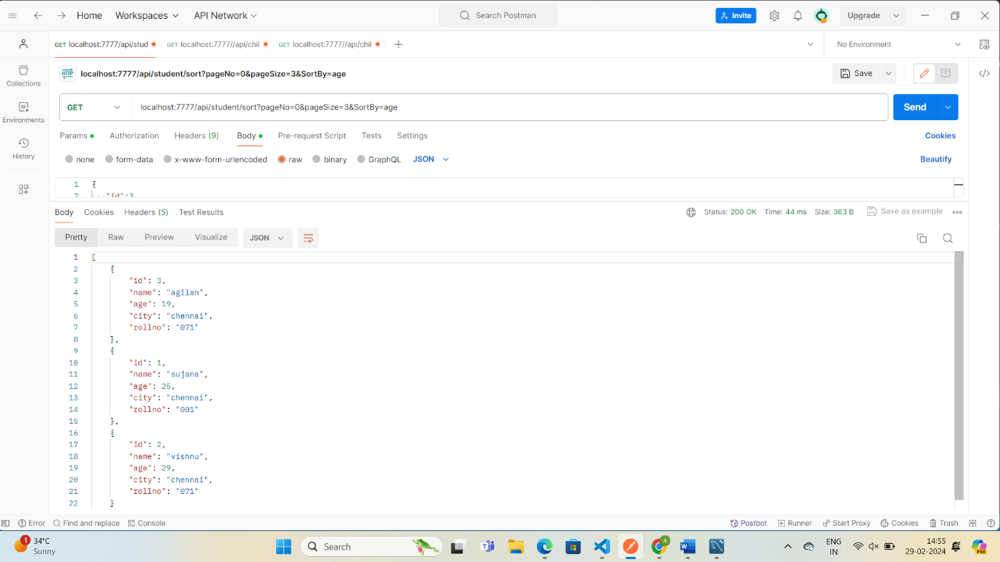 Home Workspaces API Network Search Postman Invite Upgrade
GET localhost:7777/api/stud GET localhost:7777//api/chil GET localhost:7777//api/chil No Environment
HTTP localhost:7777/api/student/sort?pageNo=0&pageSize=3&SortBy=age Save
Collections
GET localhost:7777/api/student/sort?pageNo=0&pageSize=3&SortBy=age Send
Environments
Params Authorization Headers (9) Body Pre-request Script Tests Settings Cookies
History
none form-data x-www-form-urlencoded raw binary GraphQL JSON Beautify
1 {
2 "id":3
Body Cookies Headers (5) Test Results Status: 200 OK Time: 44 ms Size: 363 B Save as example
Pretty Raw Preview Visualize JSON
1 [
2 {
3 "id": 3,
4 "name": "agilan",
5 "age": 19,
6 "city": "chennai",
7 "rollno": "071"
8 },
9 {
10 "id": 1,
11 "name": "sujana",
12 "age": 25,
13 "city": "chennai",
14 "rollno": "001"
15 },
16 {
17 "id": 2,
18 "name": "vishnu",
19 "age": 29,
20 "city": "chennai",
21 "rollno": "071"
22 }
Error Find and replace Console Postbot Runner Start Proxy Cookies Trash
1 34°C Search A W PRE ENG 14:55
Sunny IN 29-02-2024